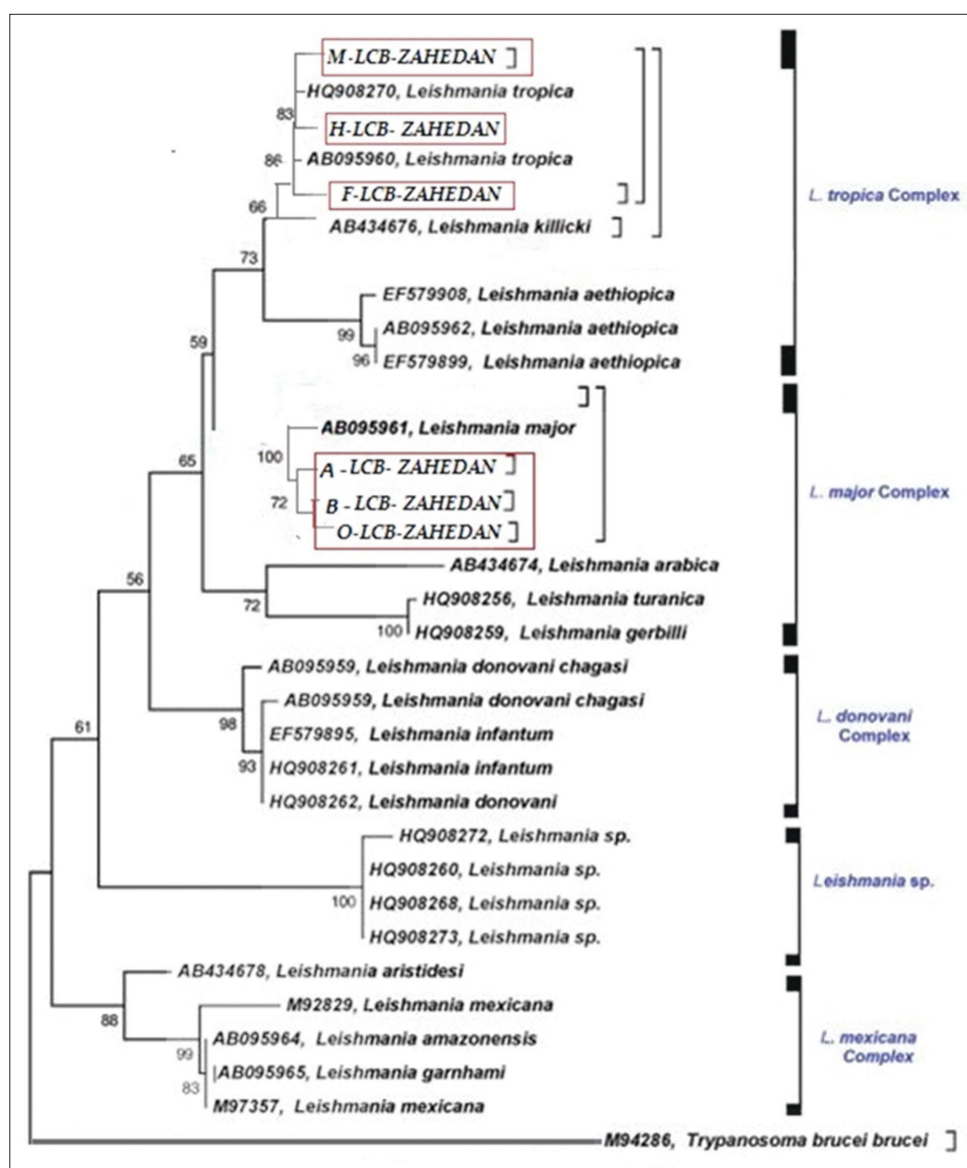 M-LCB-ZAHEDAN
HQ908270, Leishmania tropica
83
H-LCB- ZAHEDAN
86
AB095960, Leishmania tropica
F-LCB-ZAHEDAN
L. tropica Complex
66
AB434676, Leishmania killicki
73
EF579908, Leishmania aethiopica
AB095962, Leishmania aethiopica
99
59
96
EF579899, Leishmania aethiopica
AB095961, Leishmania major
100
A -LCB- ZAHEDAN
65
72
B - LCB- ZAHEDAN
L. major Complex
O-LCB-ZAHEDAN
AB434674, Leishmania arabica
56
72
HQ908256, Leishmania turanica
100
HQ908259, Leishmania gerbilli
AB095959, Leishmania donovani chagasi
AB095959, Leishmania donovani chagasi
98
61
EF579895, Leishmania infantum
L. donovani
Complex
93
HQ908261, Leishmania infantum
HQ908262, Leishmania donovani
HQ908272, Leishmania sp.
HQ908260, Leishmania sp.
Leishmania sp.
100
HQ908268, Leishmania sp.
HQ908273, Leishmania sp.
AB434678, Leishmania aristidesi
88
M92829, Leishmania mexicana
AB095964, Leishmania amazonensis
L. mexicana
Complex
99
AB095965, Leishmania garnhami
83
M97357, Leishmania mexicana
M94286, Trypanosoma brucei brucei